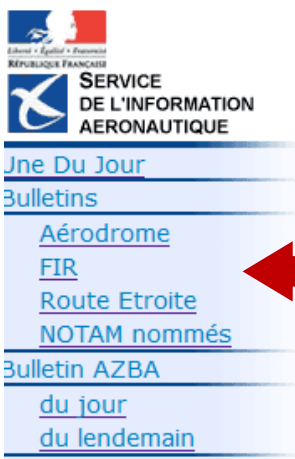 Liberté • Égalité • Fraternité
RÉPUBLIQUE FRANÇAISE
SERVICE
DE L'INFORMATION
AERONAUTIQUE
Une Du Jour
Bulletins
Aérodrome
FIR
Route Etroite
NOTAM nommés
Bulletin AZBA
du jour
du lendemain